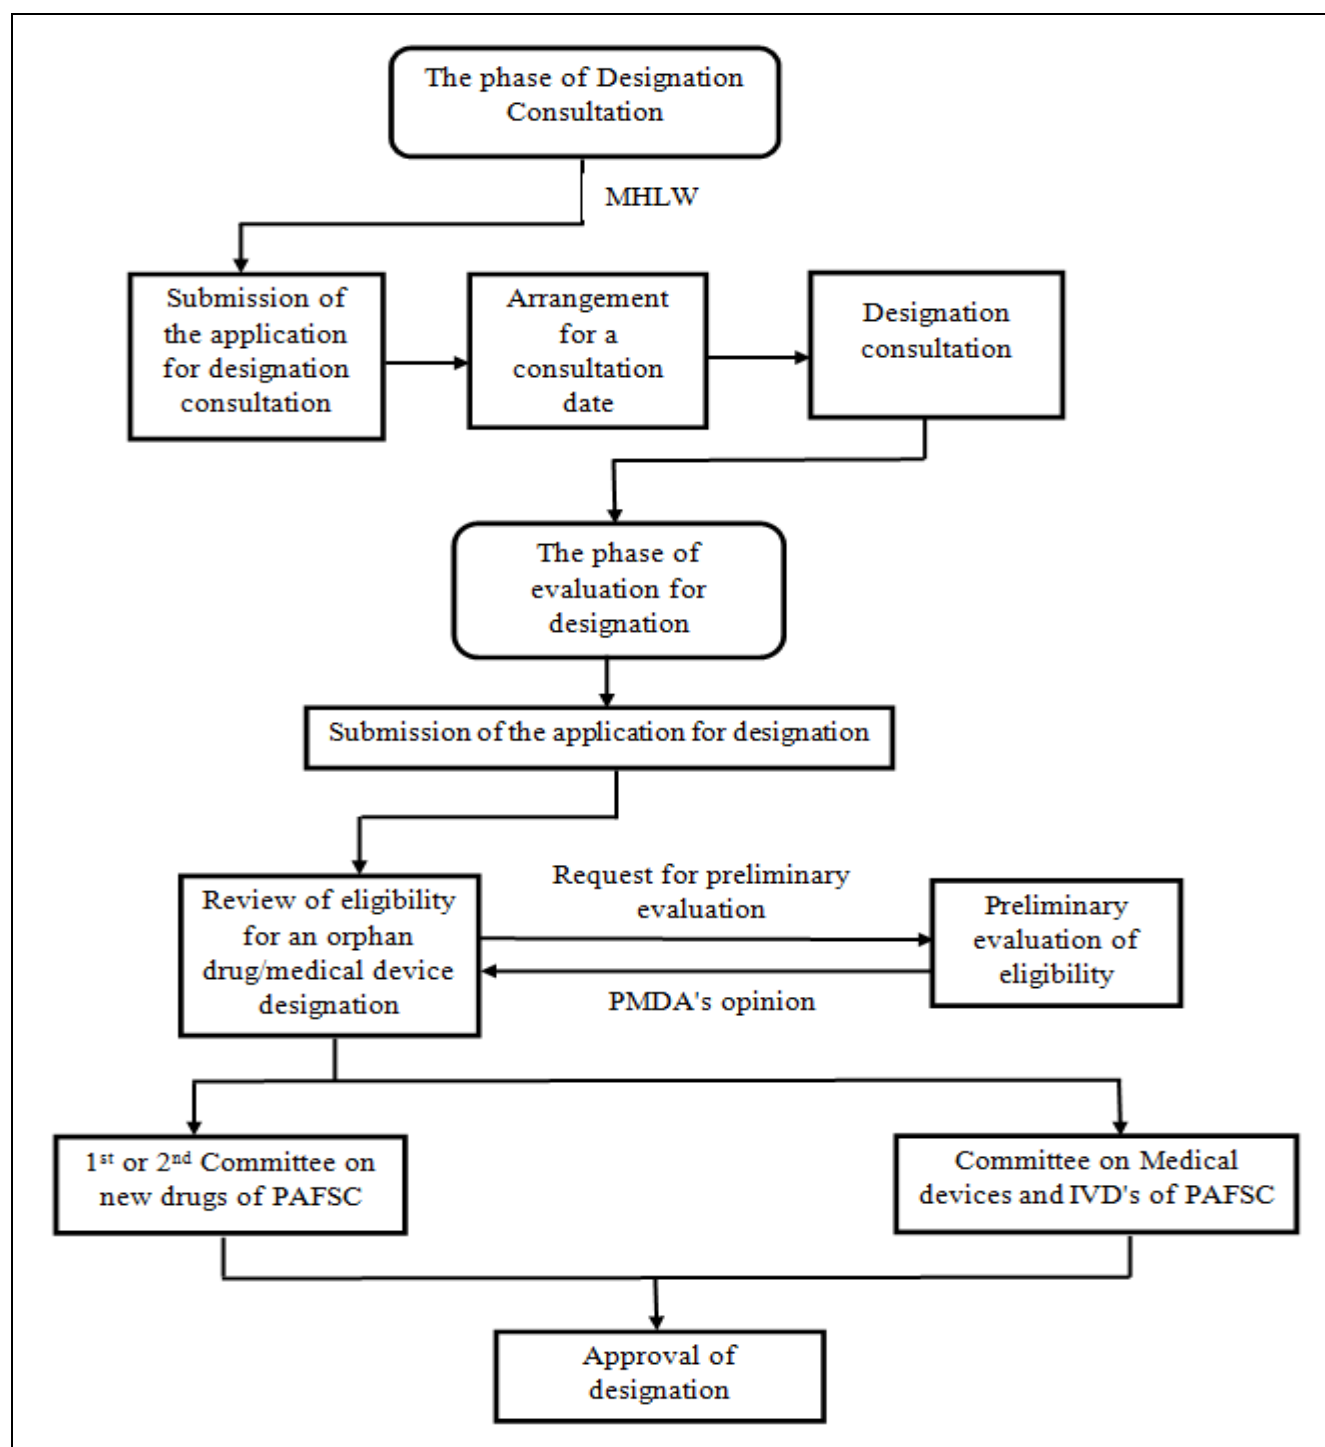 The phase of Designation
Consultation
MHLW
Submission of
the application
for designation
consultation
Arrangement
for a
consultation
date
Designation
consultation
The phase of
evaluation for
designation
Submission of the application for designation
Review of eligibility
for an orphan
drug/medical device
designation
Request for preliminary
evaluation
PMDA's opinion
Preliminary
evaluation of
eligibility
1st or 2nd Committee on
new drugs of PAFSC
Committee on Medical
devices and IVD's of PAFSC
Approval of
designation